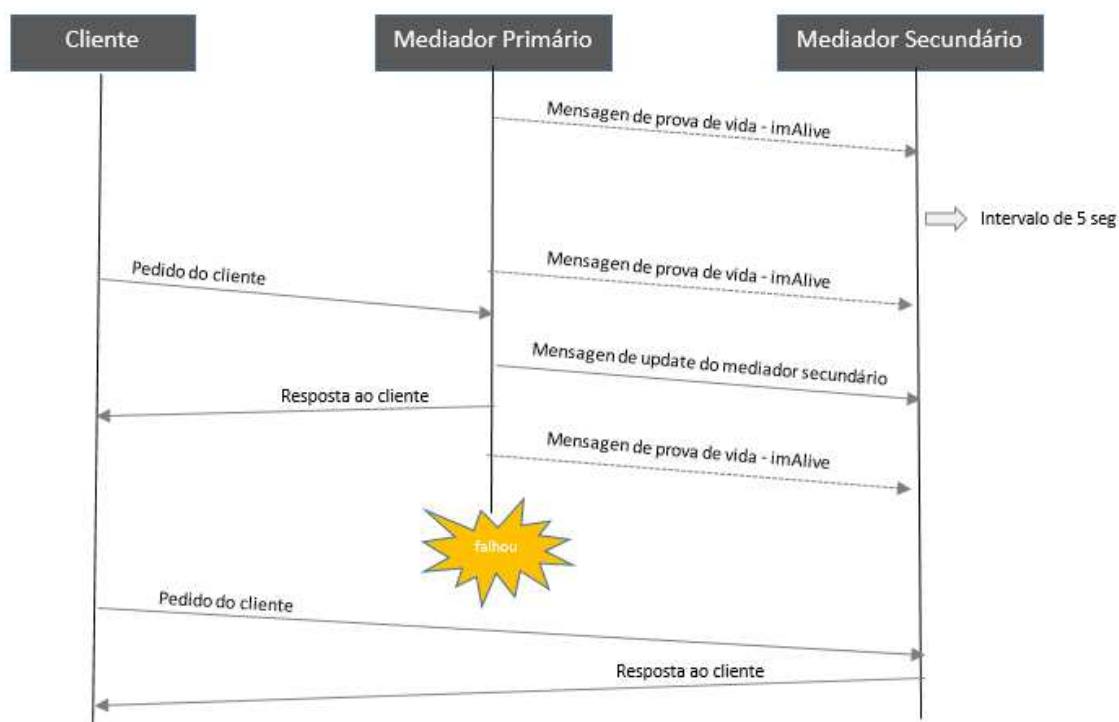 Cliente
Mediador Primário
Mediador Secundário
Mensagen de prova de vida - imAlive
Intervalo de 5 seg
Mensagen de prova de vida - imAlive
Pedido do cliente
Mensagen de update do mediador secundário
Resposta ao cliente
Mensagen de prova de vida - imAlive
falhou
Pedido do cliente
Resposta ao cliente